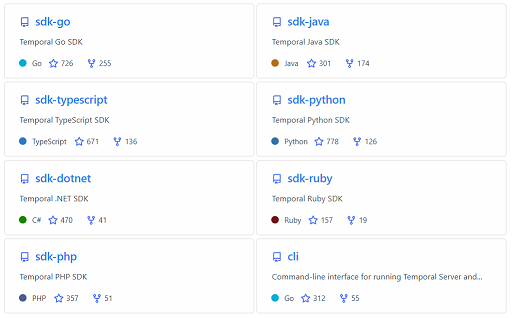 sdk-go
Temporal Go SDK
Go 726 255
sdk-java
Temporal Java SDK
Java 301 174
sdk-typescript
Temporal TypeScript SDK
TypeScript 671 136
sdk-python
Temporal Python SDK
Python 778 126
sdk-dotnet
Temporal .NET SDK
C# 470 41
sdk-ruby
Temporal Ruby SDK
Ruby 157 19
sdk-php
Temporal PHP SDK
PHP 357 51
cli
Command-line interface for running Temporal Server and...
Go 312 55